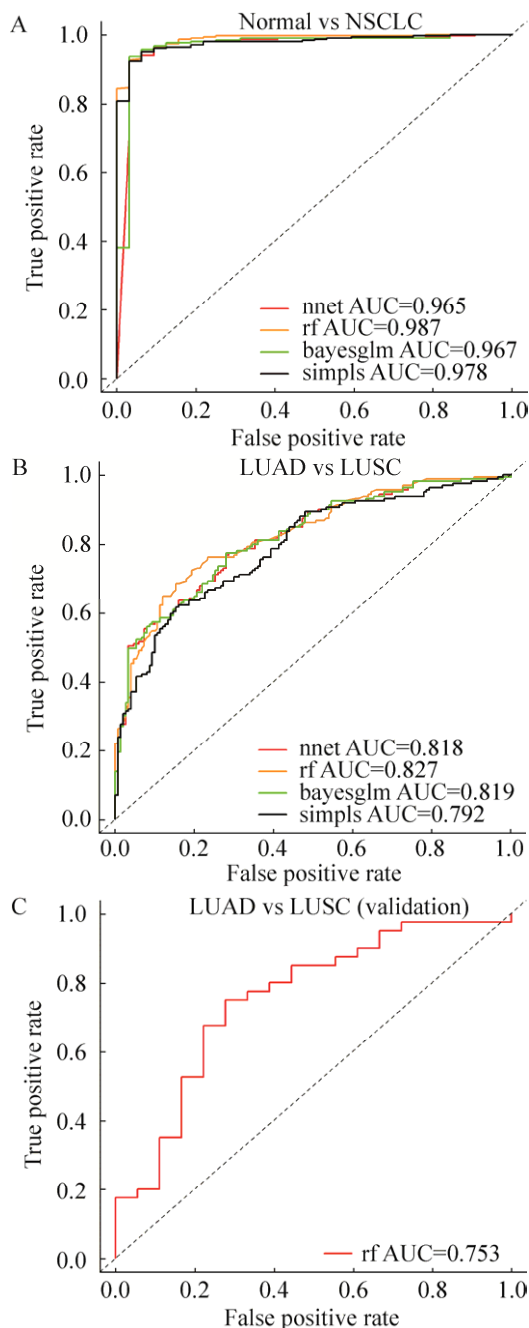 A
Normal vs NSCLC
1.0
0.8
0.6
0.4
0.2
0.0
True positive rate
nnet AUC=0.965
rf AUC=0.987
bayesglm AUC=0.967
simpls AUC=0.978
0.0 0.2 0.4 0.6 0.8 1.0
False positive rate
B
LUAD vs LUSC
1.0
0.8
0.6
0.4
0.2
0.0
True positive rate
nnet AUC=0.818
rf AUC=0.827
bayesglm AUC=0.819
simpls AUC=0.792
0.0 0.2 0.4 0.6 0.8 1.0
False positive rate
C
LUAD vs LUSC (validation)
1.0
0.8
0.6
0.4
0.2
0.0
True positive rate
rf AUC=0.753
0.0 0.2 0.4 0.6 0.8 1.0
False positive rate